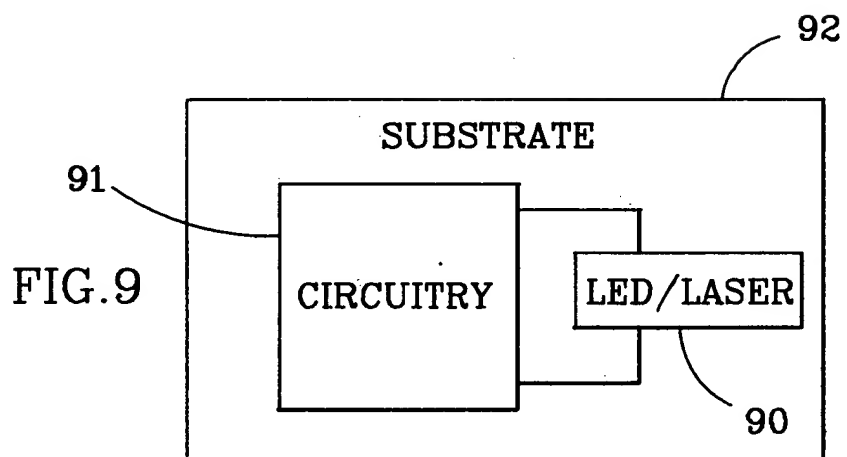 92
SUBSTRATE
91
FIG.9
CIRCUITRY
LED/LASER
90